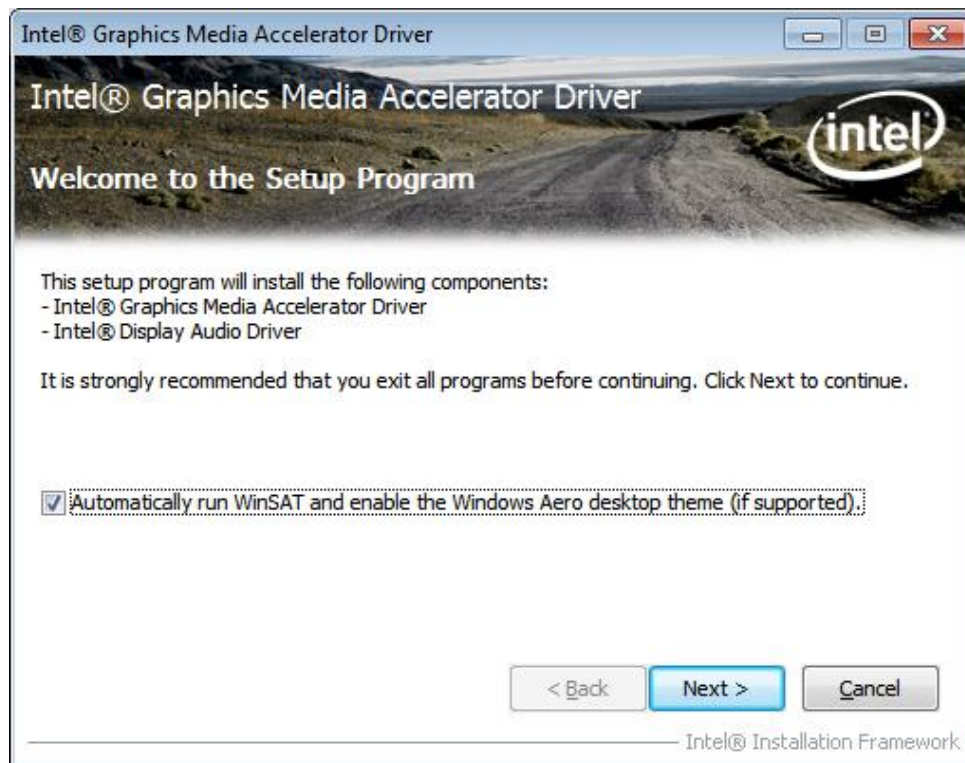 Intel® Graphics Media Accelerator Driver
Intel® Graphics Media Accelerator Driver
intel
Welcome to the Setup Program
This setup program will install the following components:
- Intel® Graphics Media Accelerator Driver
- Intel® Display Audio Driver
It is strongly recommended that you exit all programs before continuing. Click Next to continue.
Automatically run WinSAT and enable the Windows Aero desktop theme (if supported).
< Back Next > Cancel
Intel® Installation Framework